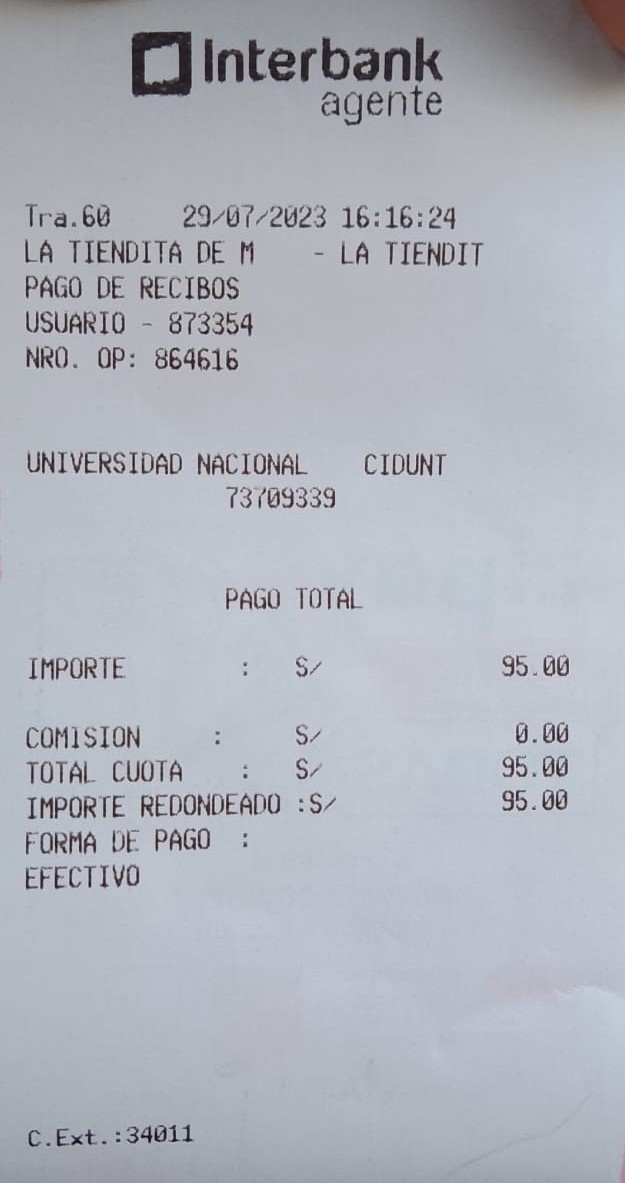 Interbank
agente
Tra.60 29/07/2023 16:16:24
LA TIENDITA DE M - LA TIENDIT
PAGO DE RECIBOS
USUARIO - 873354
NRO. OP: 864616
UNIVERSIDAD NACIONAL CIDUNT
73709339
PAGO TOTAL
IMPORTE : S/ 95.00
COMISION : S/ 0.00
TOTAL CUOTA : S/ 95.00
IMPORTE REDONDEADO :S/ 95.00
FORMA DE PAGO :
EFECTIVO
C.Ext.:34011